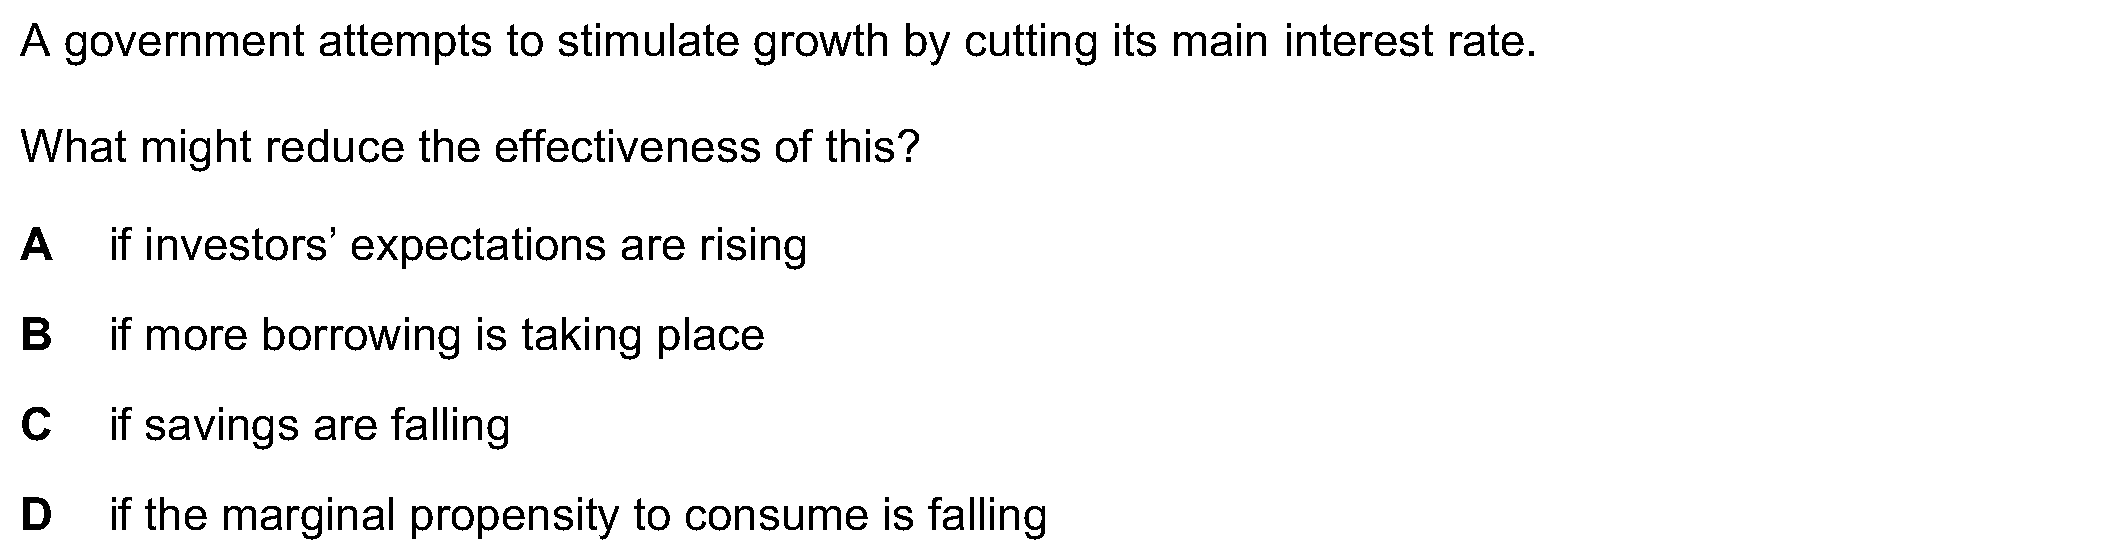 A government attempts to stimulate growth by cutting its main interest rate.
What might reduce the effectiveness of this?
A if investors’ expectations are rising
B if more borrowing is taking place
C if savings are falling
D if the marginal propensity to consume is falling